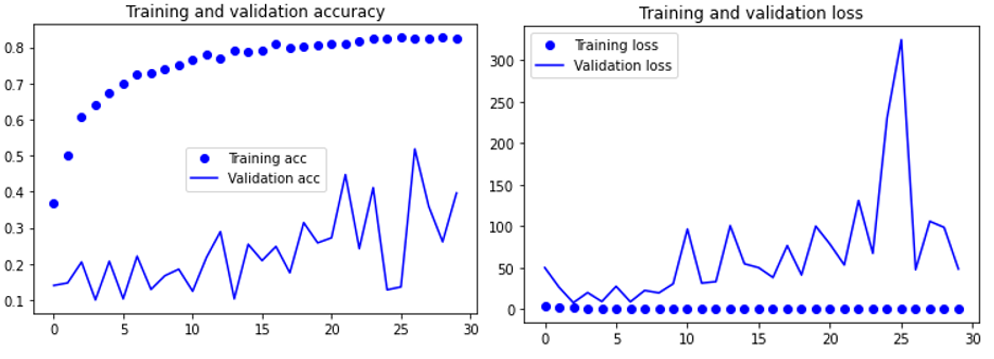 Training and validation accuracy
0.8
0.7
0.6
0.5
0.4
0.3
0.2
0.1
Training acc
Validation acc
0 5 10 15 20 25 30
Training and validation loss
Training loss
Validation loss
300
250
200
150
100
50
0
0 5 10 15 20 25 30